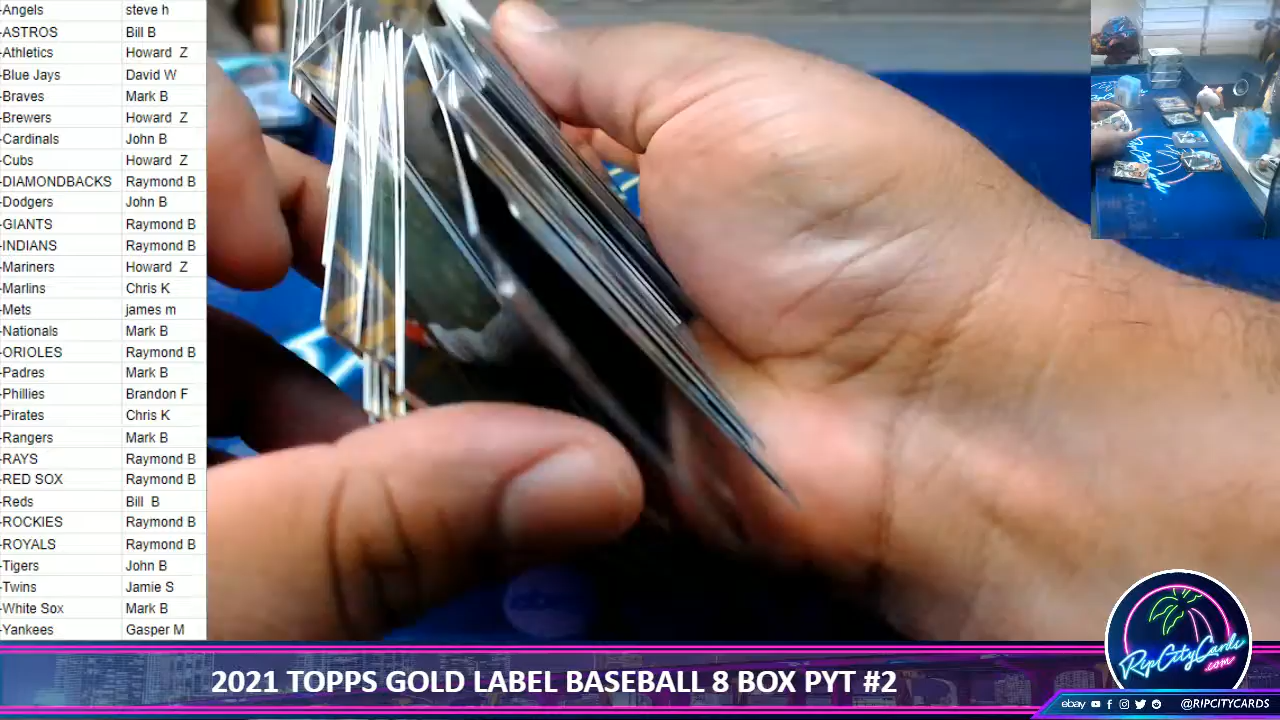 -Angels steve h
-ASTROS Bill B
-Athletics Howard Z
-Blue Jays David W
-Braves Mark B
-Brewers Howard Z
-Cardinals John B
-Cubs Howard Z
-DIAMONDBACKS Raymond B
-Dodgers John B
-GIANTS Raymond B
-INDIANS Raymond B
-Mariners Howard Z
-Marlins Chris K
-Mets james m
-Nationals Mark B
-ORIOLES Raymond B
-Padres Mark B
-Phillies Brandon F
-Pirates Chris K
-Rangers Mark B
-RAYS Raymond B
-RED SOX Raymond B
-Reds Bill B
-ROCKIES Raymond B
-ROYALS Raymond B
-Tigers John B
-Twins Jamie S
-White Sox Mark B
-Yankees Gasper M
2021 TOPPS GOLD LABEL BASEBALL 8 BOX PYT #2
RipCityCards
.com
ebay @RIPCITYCARDS